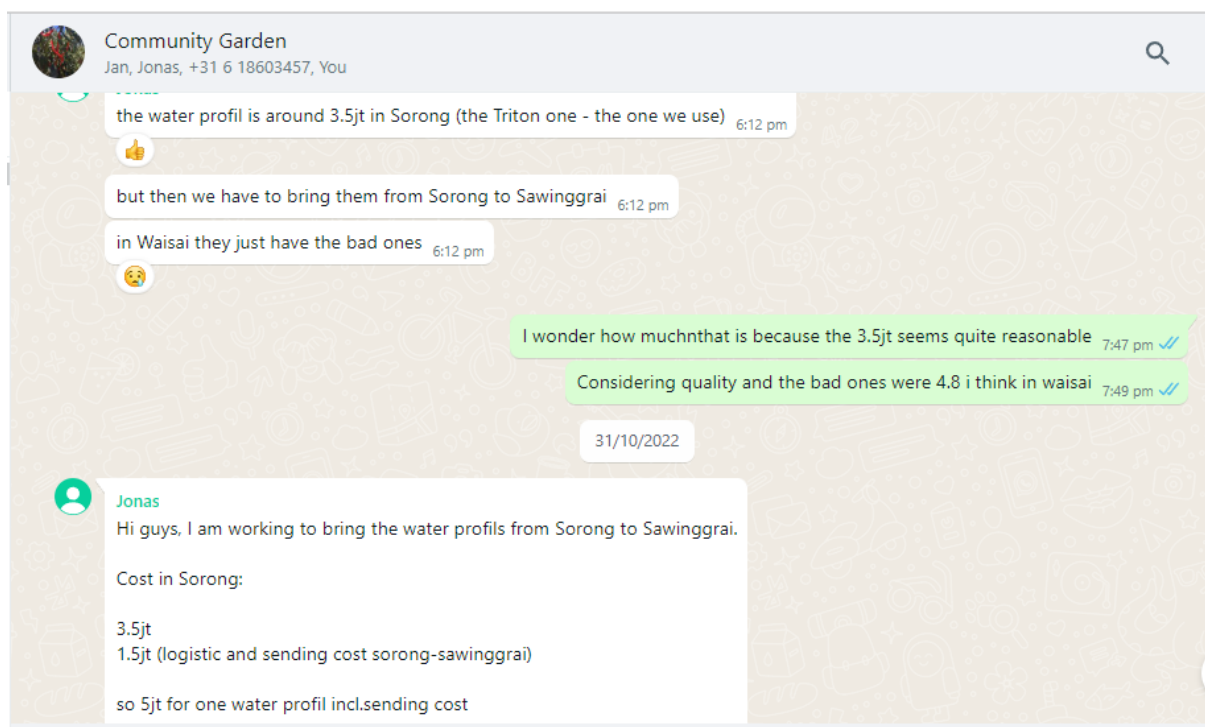 Community Garden
Jan, Jonas, +31 6 18603457, You
the water profil is around 3.5jt in Sorong (the Triton one - the one we use) 6:12 pm
but then we have to bring them from Sorong to Sawinggrai 6:12 pm
in Waisai they just have the bad ones 6:12 pm
I wonder how muchnthat is because the 3.5jt seems quite reasonable 7:47 pm
Considering quality and the bad ones were 4.8 i think in waisai 7:49 pm
31/10/2022
Jonas
Hi guys, I am working to bring the water profils from Sorong to Sawinggrai.
Cost in Sorong:
3.5jt
1.5jt (logistic and sending cost sorong-sawinggrai)
so 5jt for one water profil incl.sending cost